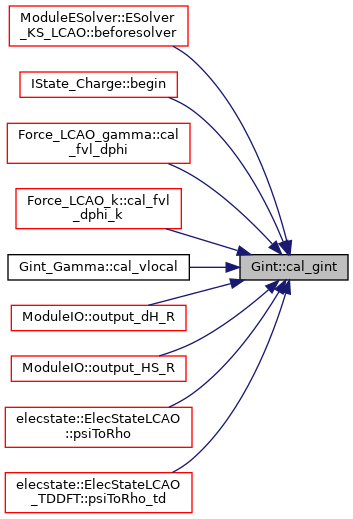 ModuleESolver::ESolver
_KS_LCAO::beforesolver
IState_Charge::begin
Force_LCAO_gamma::cal
_fvl_dphi
Force_LCAO_k::cal_fvl
_dphi_k
Gint::cal_gint
Gint_Gamma::cal_vlocal
ModuleIO::output_dH_R
ModuleIO::output_HS_R
elecstate::ElecStateLCAO
::psiToRho
elecstate::ElecStateLCAO
_TDDFT::psiToRho_td